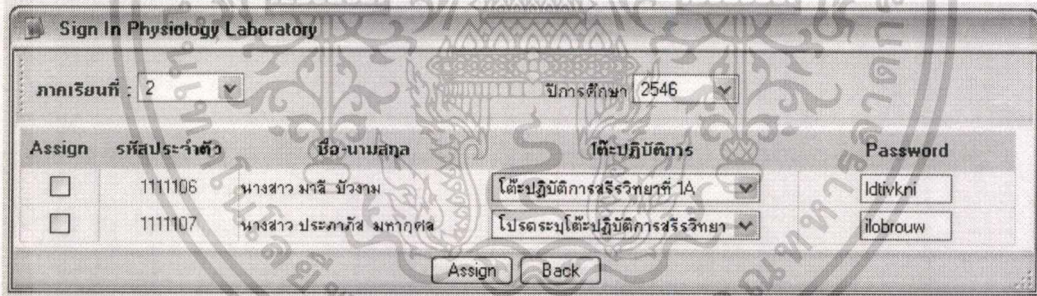 Sign In Physiology Laboratory
ภาคเรียนที่ : 2 ปีการศึกษา 2546
Assign รหัสประจำตัว ชื่อ-นามสกุล โต๊ะปฏิบัติการ Password
1111106 นางสาว มาลี บัวงาม โต๊ะปฏิบัติการสรีรวิทยาที่ 1A ldtivkni
1111107 นางสาว ประภาภัส มหากุศล โปรดระบุโต๊ะปฏิบัติการสรีรวิทยา ilobrouw
Assign Back